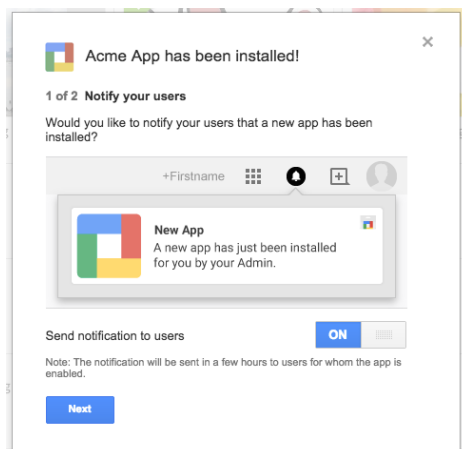 Acme App has been installed!
1 of 2 Notify your users
Would you like to notify your users that a new app has been
installed?
+Firstname
New App
A new app has just been installed
for you by your Admin.
Send notification to users
ON
Note: The notification will be sent in a few hours to users for whom the app is
enabled.
Next